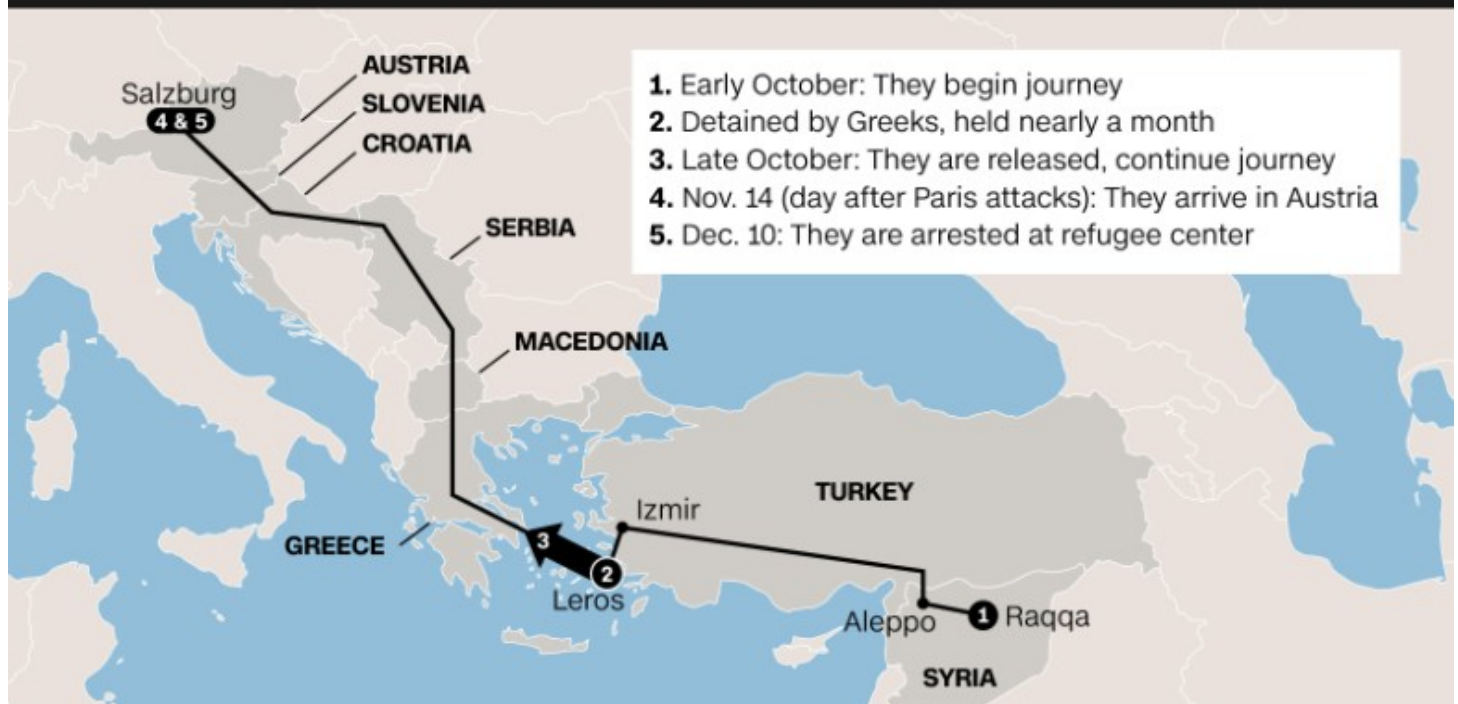 AUSTRIA
Salzburg
4 & 5
SLOVENIA
CROATIA
1. Early October: They begin journey
2. Detained by Greeks, held nearly a month
3. Late October: They are released, continue journey
4. Nov. 14 (day after Paris attacks): They arrive in Austria
5. Dec. 10: They are arrested at refugee center
SERBIA
MACEDONIA
TURKEY
Izmir
GREECE
3
2
Leros
Aleppo
1 Raqqa
SYRIA